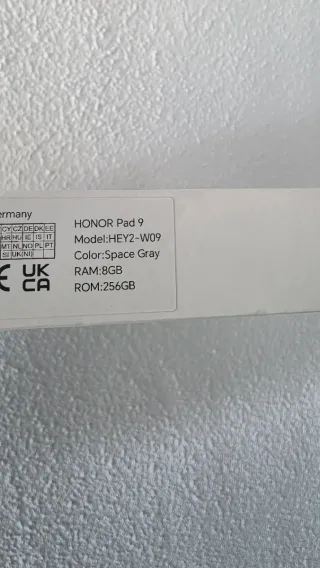 ermany
CY CZ DE DK EE
HR HU IE IS IT
MT NL NO PL PT
SI UK(NI)
CE UK CA
HONOR Pad 9
Model:HEY2-W09
Color:Space Gray
RAM:8GB
ROM:256GB